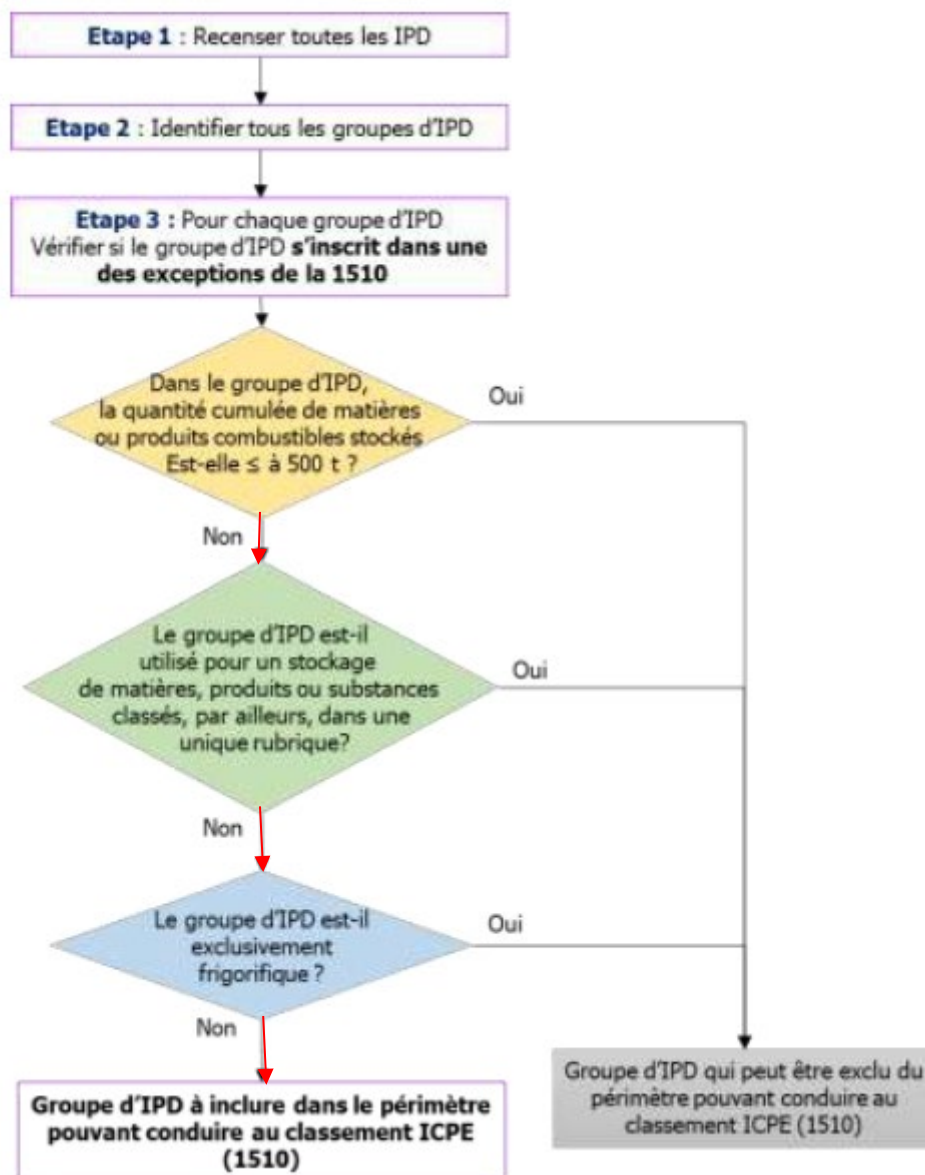 Etape 1 : Recenser toutes les IPD
Etape 2 : Identifier tous les groupes d'IPD
Etape 3 : Pour chaque groupe d'IPD
Vérifier si le groupe d'IPD s'inscrit dans une
des exceptions de la 1510
Dans le groupe d'IPD,
la quantité cumulée de matières
ou produits combustibles stockés
Est-elle ≤ à 500 t ?
Oui
Non
Le groupe d'IPD est-il
utilisé pour un stockage
de matières, produits ou substances
classés, par ailleurs, dans une
unique rubrique?
Oui
Non
Le groupe d'IPD est-il
exclusivement
frigorifique ?
Oui
Non
Groupe d'IPD à inclure dans le périmètre
pouvant conduire au classement ICPE
(1510)
Groupe d'IPD qui peut être exclu du
périmètre pouvant conduire au
classement ICPE (1510)